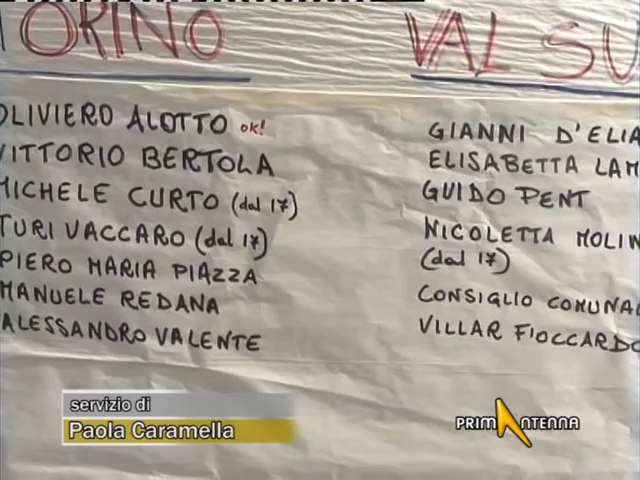 TORINO
OLIVIERO ALOTTO ok!
VITTORIO BERTOLA
MICHELE CURTO (dal 17)
TURI VACCARO (dal 17)
PIERO MARIA PIAZZA
MANUELE REDANA
ALESSANDRO VALENTE
VAL SU
GIANNI D'ELIA
ELISABETTA LAM
GUIDO PENT
NICOLETTA MOLIN
(dal 17)
CONSIGLIO COMUNAL
VILLAR FIOCCARDO
servizio di
Paola Caramella
PRIMANTENNA